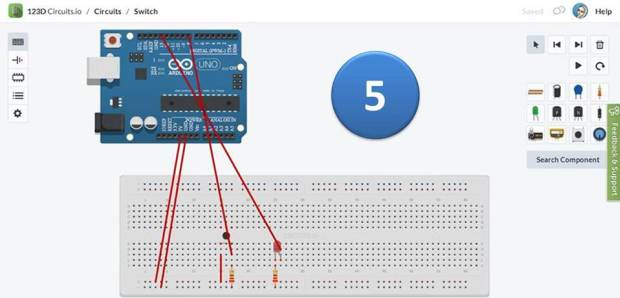 123D Circuits.io / Circuits / Switch
Saved
Help
ARDUINO
UNO
5
Search Component
Feedback & Support